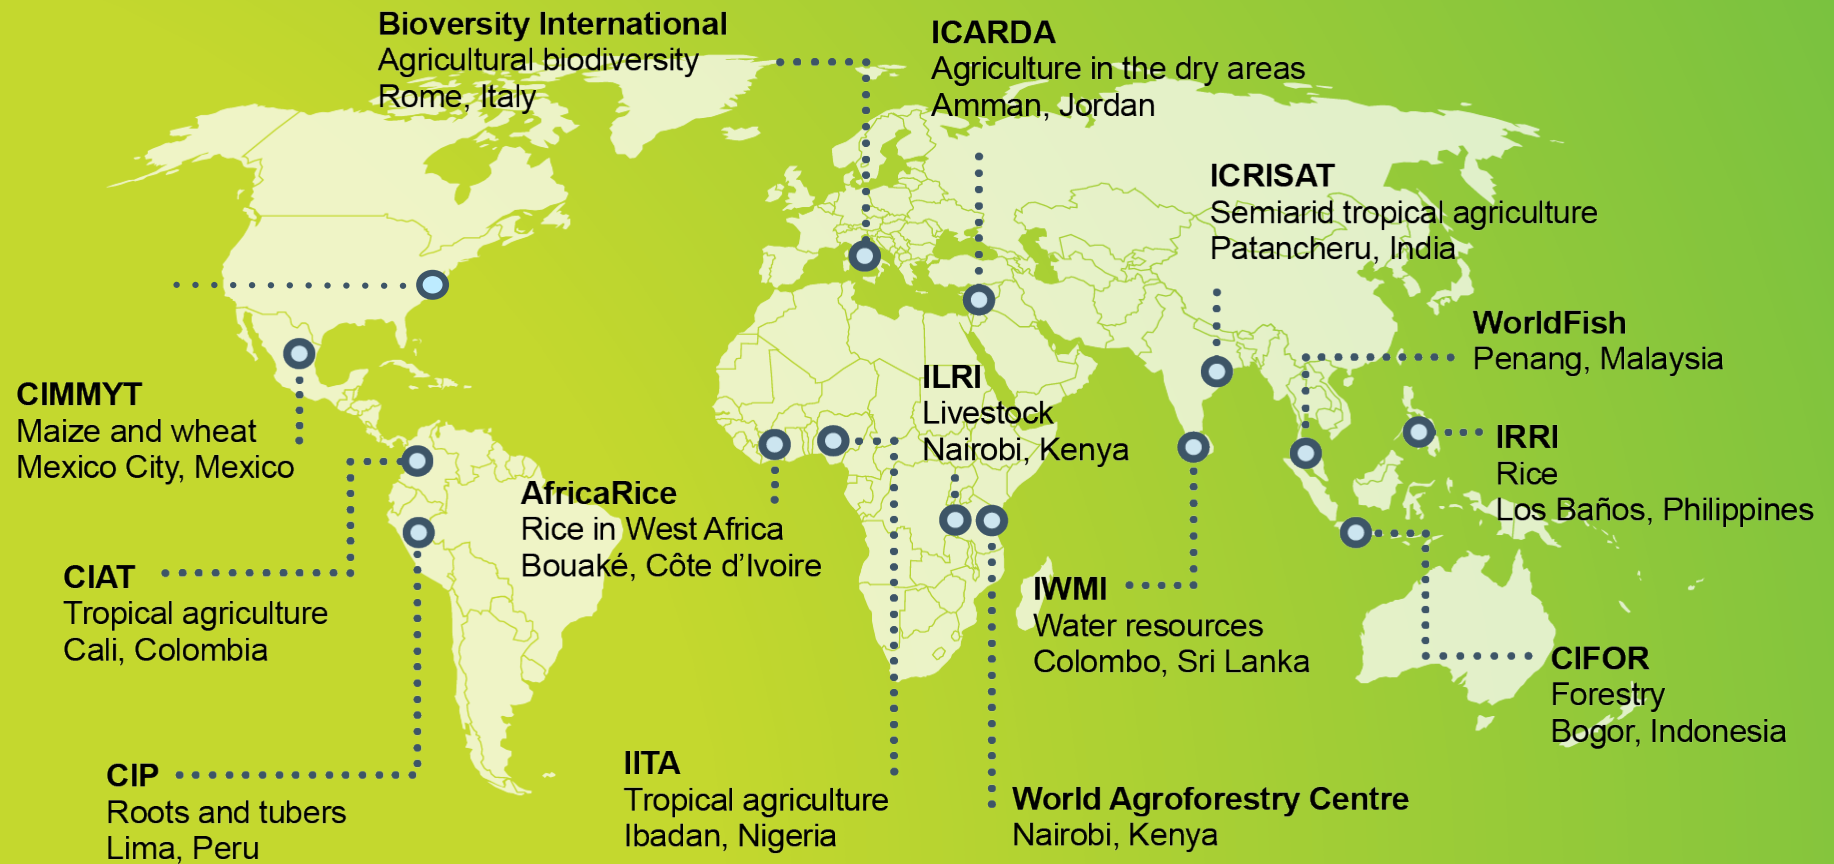 Bioversity International
Agricultural biodiversity
Rome, Italy
ICARDA
Agriculture in the dry areas
Amman, Jordan
ICRISAT
Semiarid tropical agriculture
Patancheru, India
WorldFish
Penang, Malaysia
ILRI
Livestock
Nairobi, Kenya
CIMMYT
Maize and wheat
Mexico City, Mexico
IRRI
Rice
Los Baños, Philippines
AfricaRice
Rice in West Africa
Bouaké, Côte d’Ivoire
CIAT
Tropical agriculture
Cali, Colombia
IWMI
Water resources
Colombo, Sri Lanka
CIFOR
Forestry
Bogor, Indonesia
CIP
Roots and tubers
Lima, Peru
IITA
Tropical agriculture
Ibadan, Nigeria
World Agroforestry Centre
Nairobi, Kenya